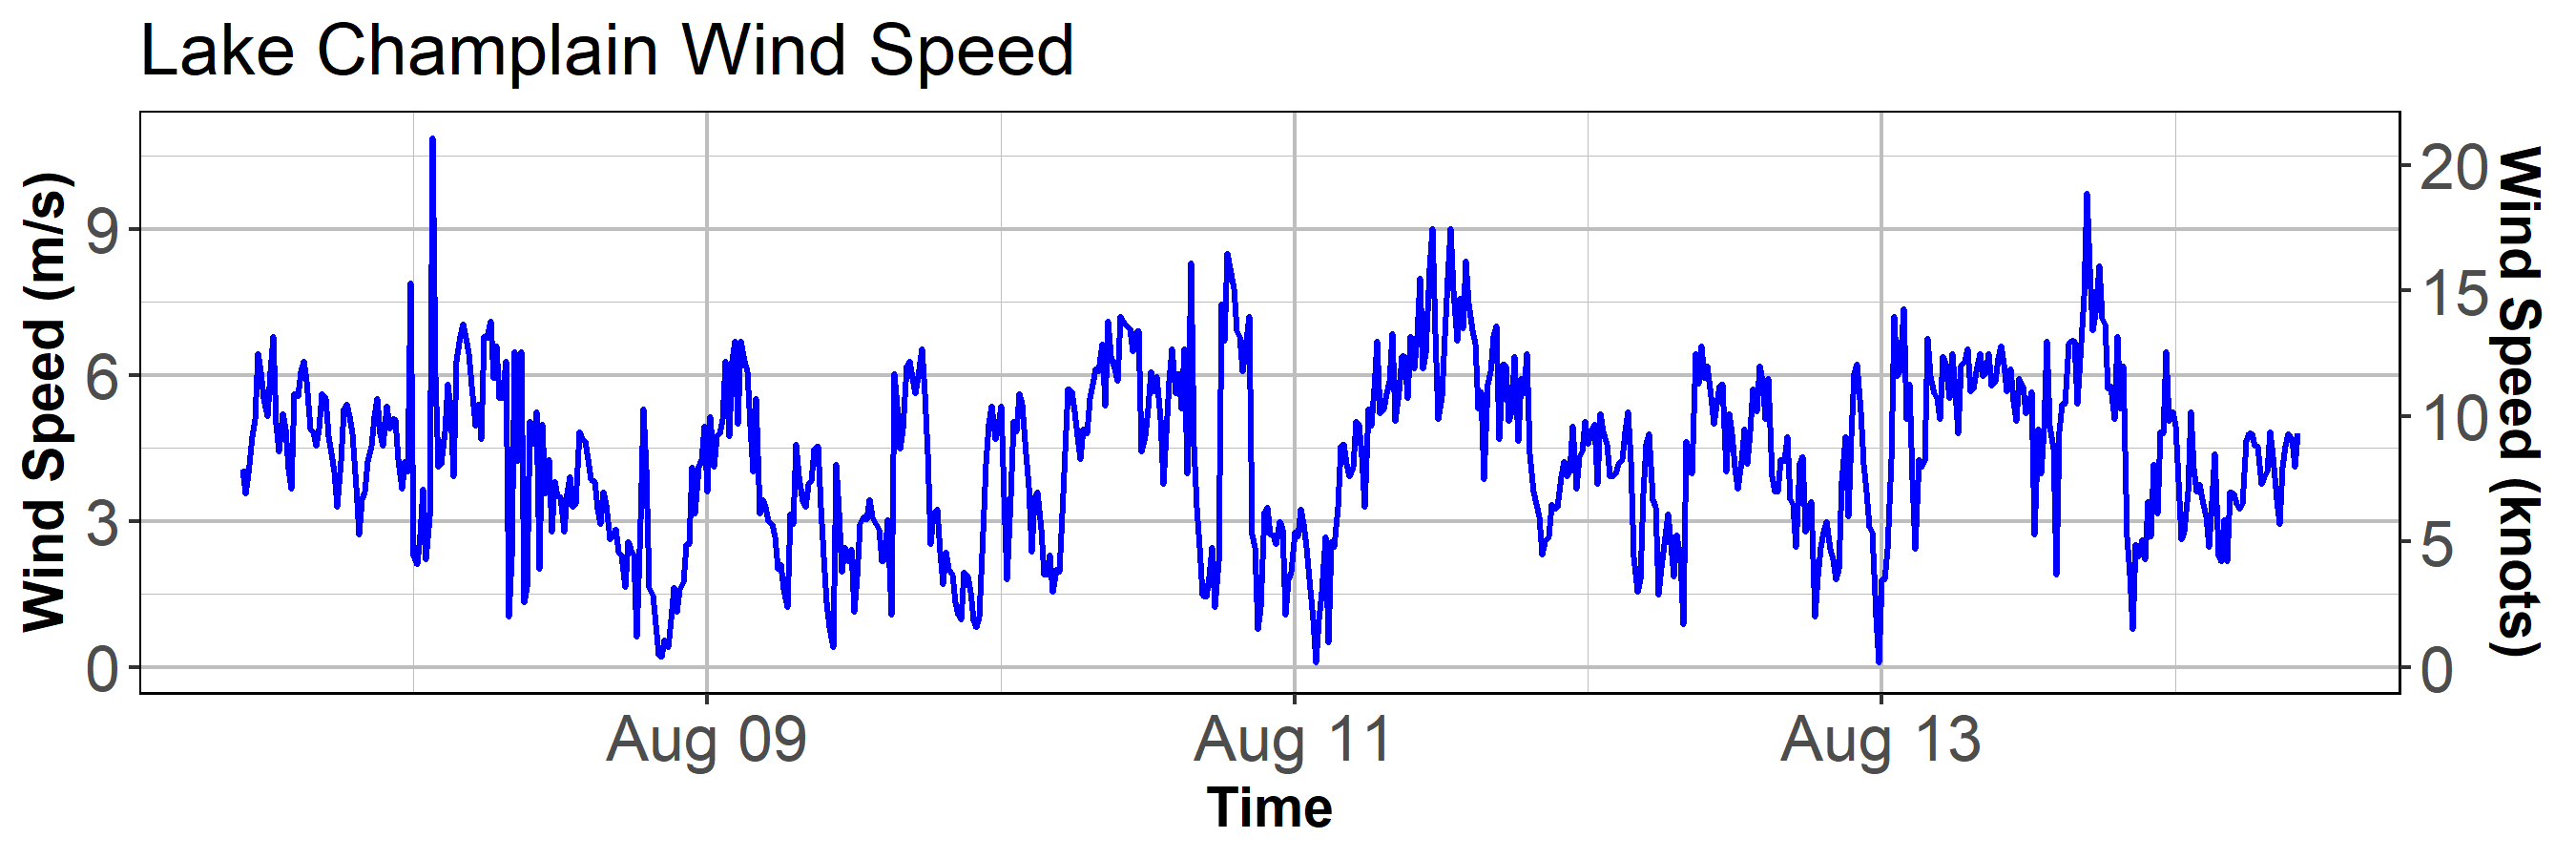 Lake Champlain Wind Speed
Wind Speed (m/s)
9
6
3
0
20
15
10
5
0
Wind Speed (knots)
Aug 09
Aug 11
Aug 13
Time